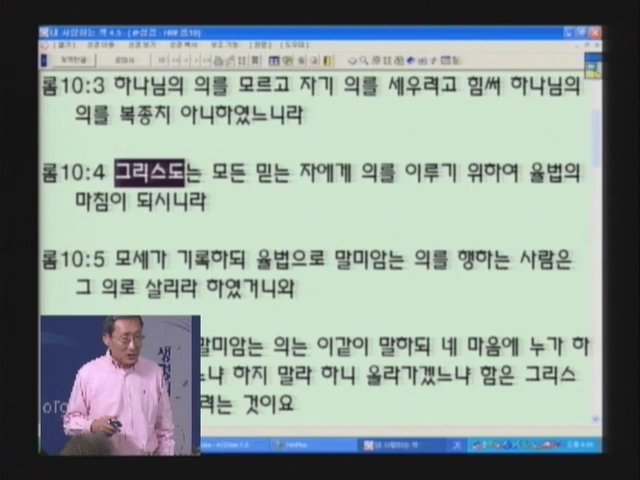 롬10:3 하나님의 의를 모르고 자기 의를 세우려고 힘써 하나님의
의를 복종치 아니하였느니라
롬10:4 그리스도는 모든 믿는 자에게 의를 이루기 위하여 율법의
마침이 되시니라
롬10:5 모세가 기록하되 율법으로 말미암는 의를 행하는 사람은
그 의로 살리라 하였거니와
말미암는 의는 이같이 말하되 네 마음에 누가 하
느냐 하지 말라 하니 올라가겠느냐 함은 그리스
려는 것이요